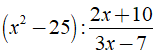 (x² − 25) : (2x+10)/(3x−7)